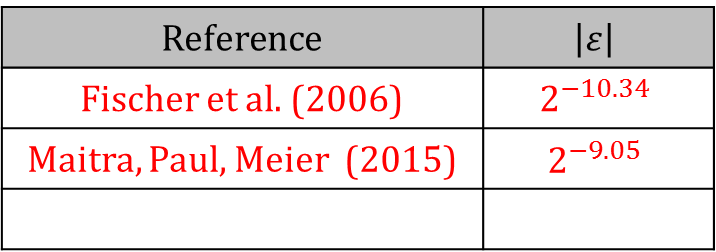 Reference |ε|
Fischer et al. (2006) 2^−10.34
Maitra, Paul, Meier (2015) 2^−9.05